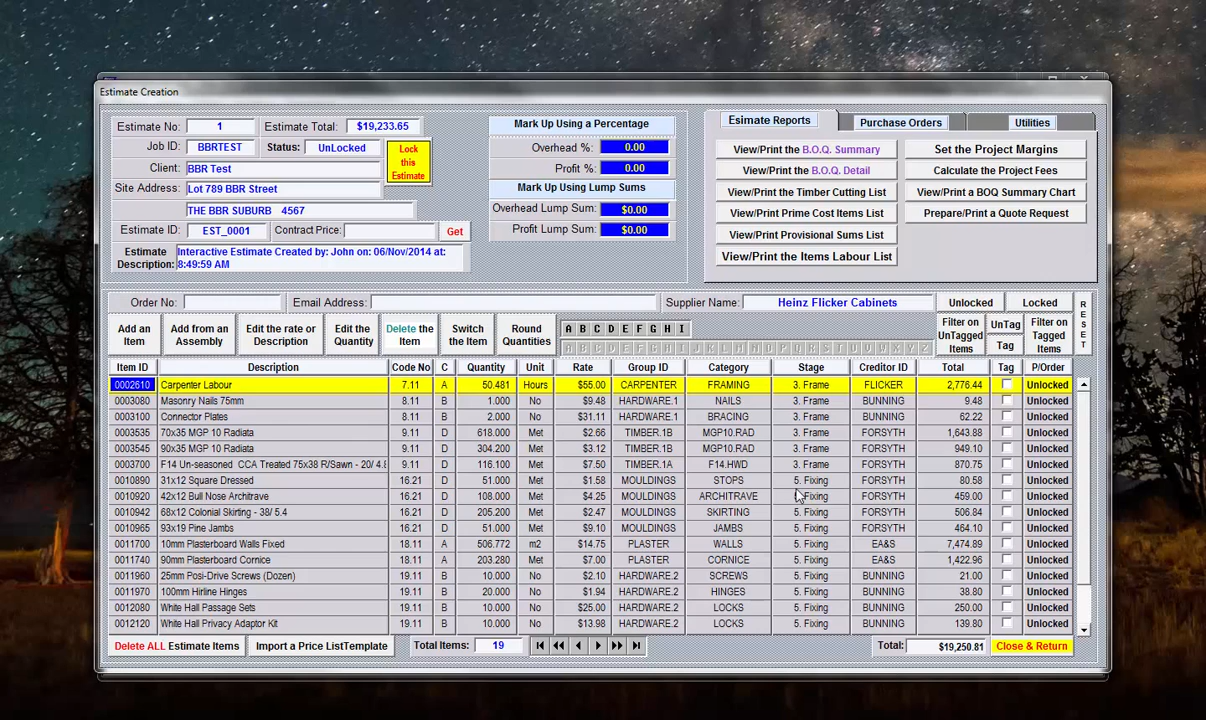 Estimate Creation
Estimate No: 1 Estimate Total: $19,233.65
Job ID: BBRTEST Status: UnLocked
Lock this Estimate
Client: BBR Test
Site Address: Lot 789 BBR Street
THE BBR SUBURB 4567
Estimate ID: EST_0001 Contract Price: Get
Estimate Description: Interactive Estimate Created by: John on: 06/Nov/2014 at: 8:49:59 AM
Mark Up Using a Percentage
Overhead %: 0.00
Profit %: 0.00
Mark Up Using Lump Sums
Overhead Lump Sum: $0.00
Profit Lump Sum: $0.00
Esimate Reports Purchase Orders Utilities
View/Print the B.O.Q. Summary Set the Project Margins
View/Print the B.O.Q. Detail Calculate the Project Fees
View/Print the Timber Cutting List View/Print a BOQ Summary Chart
View/Print Prime Cost Items List Prepare/Print a Quote Request
View/Print Provisional Sums List
View/Print the Items Labour List
Order No: Email Address: Supplier Name: Heinz Flicker Cabinets Unlocked Locked RESET
Add an Item Add from an Assembly Edit the rate or Description Edit the Quantity Delete the Item Switch the Item Round Quantities A B C D E F G H I Filter on UnTagged Items UnTag Tag Filter on Tagged Items
A B C D E F G H I J K L M N O P Q R S T U V W X Y Z
Item ID Description Code No C Quantity Unit Rate Group ID Category Stage Creditor ID Total Tag P/Order
0002610 Carpenter Labour 7.11 A 50.481 Hours $55.00 CARPENTER FRAMING 3. Frame FLICKER 2,776.44 Unlocked
0003080 Masonry Nails 75mm 8.11 B 1.000 No $9.48 HARDWARE.1 NAILS 3. Frame BUNNING 9.48 Unlocked
0003100 Connector Plates 8.11 B 2.000 No $31.11 HARDWARE.1 BRACING 3. Frame BUNNING 62.22 Unlocked
0003535 70x35 MGP 10 Radiata 9.11 D 618.000 Met $2.66 TIMBER.1B MGP10.RAD 3. Frame FORSYTH 1,643.88 Unlocked
0003545 90x35 MGP 10 Radiata 9.11 D 304.200 Met $3.12 TIMBER.1B MGP10.RAD 3. Frame FORSYTH 949.10 Unlocked
0003700 F14 Un-seasoned CCA Treated 75x38 R/Sawn - 20/ 4.8 9.11 D 116.100 Met $7.50 TIMBER.1A F14.HWD 3. Frame FORSYTH 870.75 Unlocked
0010890 31x12 Square Dressed 16.21 D 51.000 Met $1.58 MOULDINGS STOPS 5. Fixing FORSYTH 80.58 Unlocked
0010920 42x12 Bull Nose Architrave 16.21 D 108.000 Met $4.25 MOULDINGS ARCHITRAVE 5. Fixing FORSYTH 459.00 Unlocked
0010942 68x12 Colonial Skirting - 38/ 5.4 16.21 D 205.200 Met $2.47 MOULDINGS SKIRTING 5. Fixing FORSYTH 506.84 Unlocked
0010965 93x19 Pine Jambs 16.21 D 51.000 Met $9.10 MOULDINGS JAMBS 5. Fixing FORSYTH 464.10 Unlocked
0011700 10mm Plasterboard Walls Fixed 18.11 A 506.772 m2 $14.75 PLASTER WALLS 5. Fixing EA&S 7,474.89 Unlocked
0011740 90mm Plasterboard Cornice 18.11 A 203.280 Met $7.00 PLASTER CORNICE 5. Fixing EA&S 1,422.96 Unlocked
0011960 25mm Posi-Drive Screws (Dozen) 19.11 B 10.000 No $2.10 HARDWARE.2 SCREWS 5. Fixing BUNNING 21.00 Unlocked
0011970 100mm Hirline Hinges 19.11 B 20.000 No $1.94 HARDWARE.2 HINGES 5. Fixing BUNNING 38.80 Unlocked
0012080 White Hall Passage Sets 19.11 B 10.000 No $25.00 HARDWARE.2 LOCKS 5. Fixing BUNNING 250.00 Unlocked
0012120 White Hall Privacy Adaptor Kit 19.11 B 10.000 No $13.98 HARDWARE.2 LOCKS 5. Fixing BUNNING 139.80 Unlocked
Delete ALL Estimate Items Import a Price ListTemplate Total Items: 19 Total: $19,250.81 Close & Return